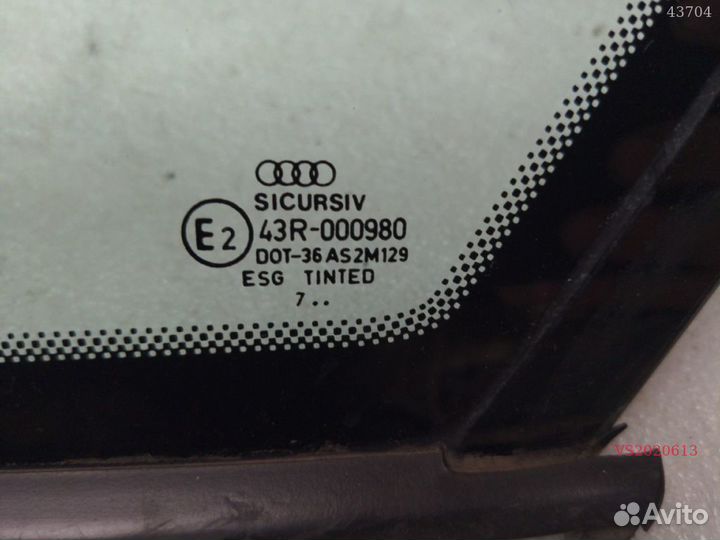 43704
SICURSIV
E2 43R-000980
DOT-36 AS2M129
ESG TINTED
7 ..
VS2020613
Avito